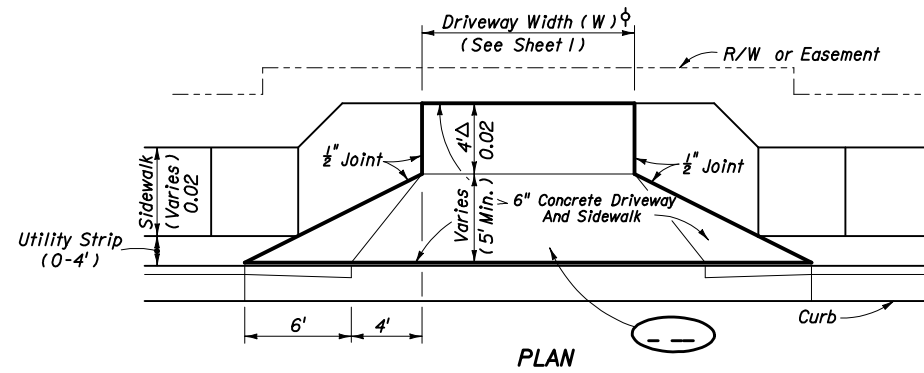 Driveway Width (W) ϕ
(See Sheet 1)
R/W or Easement
1/2" Joint
4'Δ
0.02
1/2" Joint
Sidewalk
(Varies)
0.02
Varies
(5' Min.)
6" Concrete Driveway
And Sidewalk
Utility Strip
(0-4')
6'
4'
Curb
PLAN